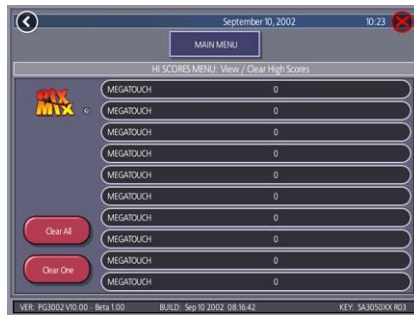 September 10, 2002 10:23
MAIN MENU
HI SCORES MENU: View / Clear High Scores
PIX MIX
MEGATOUCH 0
MEGATOUCH 0
MEGATOUCH 0
MEGATOUCH 0
MEGATOUCH 0
MEGATOUCH 0
MEGATOUCH 0
MEGATOUCH 0
MEGATOUCH 0
MEGATOUCH 0
Clear All
Clear One
VER: PG3002 V10.00 - Beta 1.00 BUILD: Sep 10 2002 08:16:42 KEY: SA3050XX R03